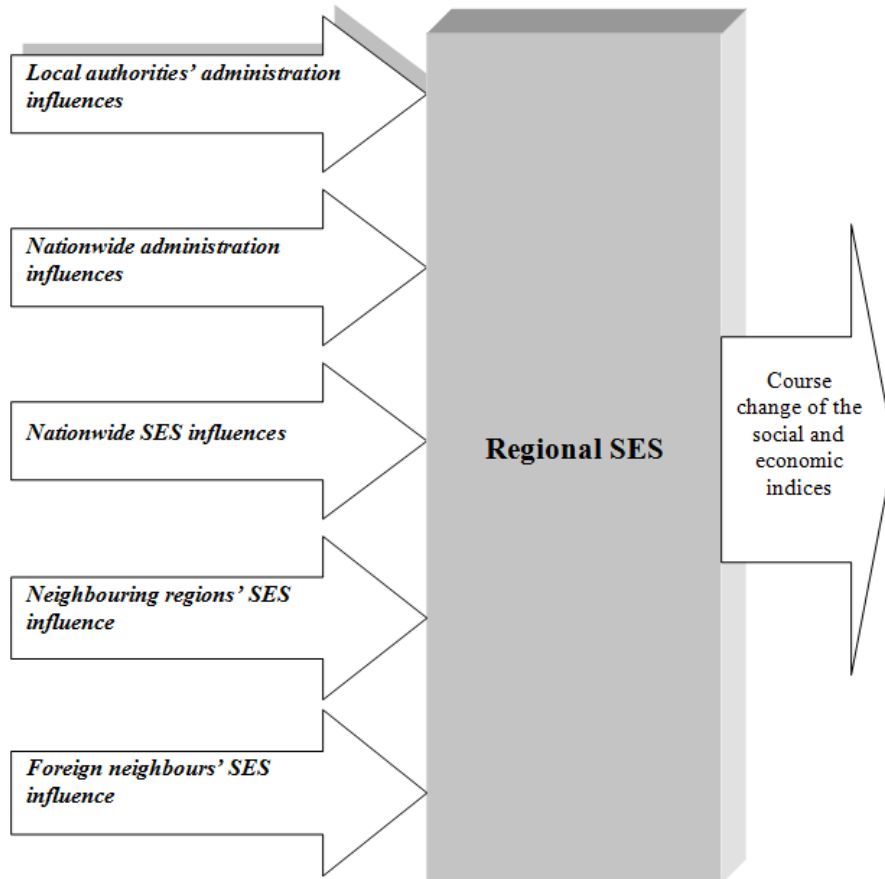 Local authorities’ administration
influences
Nationwide administration
influences
Nationwide SES influences
Neighbouring regions’ SES
influence
Foreign neighbours’ SES
influence
Regional SES
Course
change of the
social and
economic
indices